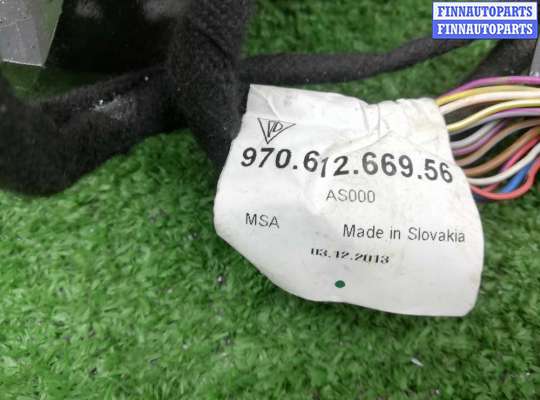 FINNAUTOPARTS
FINNAUTOPARTS
970.612.669.56
AS000
MSA Made in Slovakia
03.12.2013